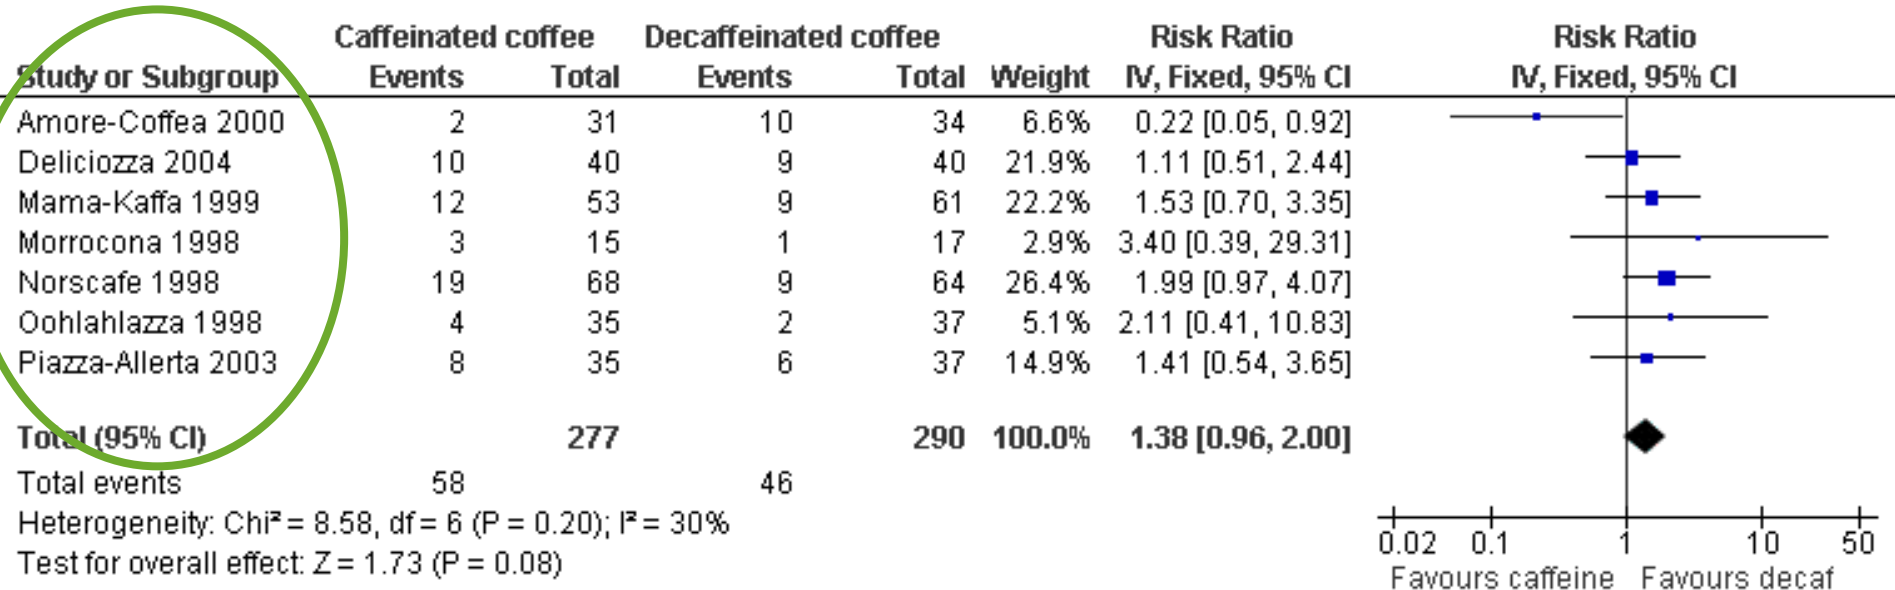 Caffeinated coffee Decaffeinated coffee Risk Ratio Risk Ratio
Study or Subgroup Events Total Events Total Weight IV, Fixed, 95% CI IV, Fixed, 95% CI
Amore-Coffea 2000 2 31 10 34 6.6% 0.22 [0.05, 0.92]
Deliciozza 2004 10 40 9 40 21.9% 1.11 [0.51, 2.44]
Mama-Kaffa 1999 12 53 9 61 22.2% 1.53 [0.70, 3.35]
Morrocona 1998 3 15 1 17 2.9% 3.40 [0.39, 29.31]
Norscafe 1998 19 68 9 64 26.4% 1.99 [0.97, 4.07]
Oohlahlazza 1998 4 35 2 37 5.1% 2.11 [0.41, 10.83]
Piazza-Allerta 2003 8 35 6 37 14.9% 1.41 [0.54, 3.65]
Total (95% CI) 277 290 100.0% 1.38 [0.96, 2.00]
Total events 58 46
Heterogeneity: Chi² = 8.58, df = 6 (P = 0.20); I² = 30%
Test for overall effect: Z = 1.73 (P = 0.08)
0.02 0.1 1 10 50
Favours caffeine Favours decaf